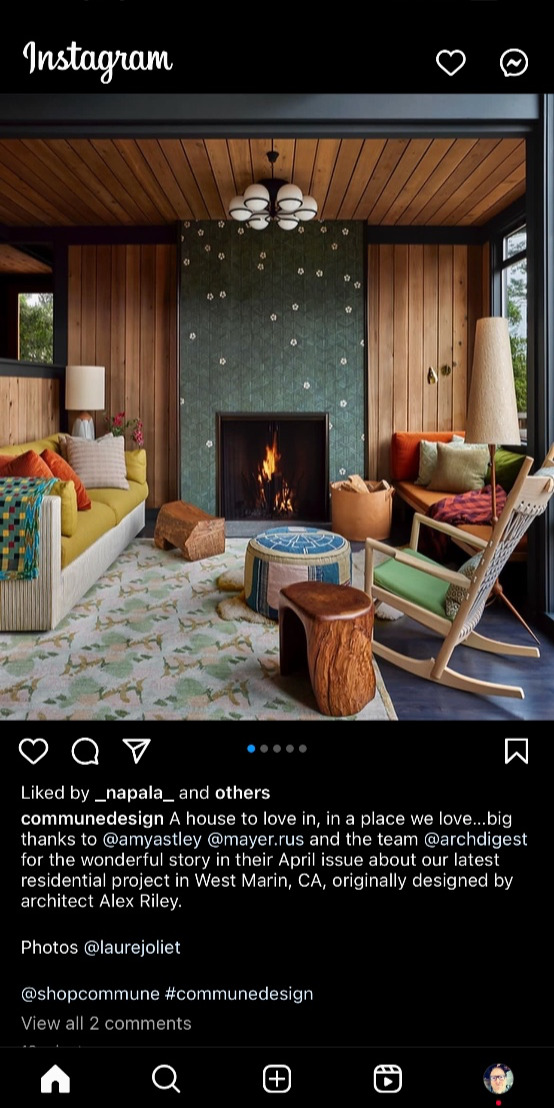 Instagram
Liked by _napala_ and others
communedesign A house to love in, in a place we love...big
thanks to @amyastley @mayer.rus and the team @archdigest
for the wonderful story in their April issue about our latest
residential project in West Marin, CA, originally designed by
architect Alex Riley.
Photos @laurejoliet
@shopcommune #communedesign
View all 2 comments